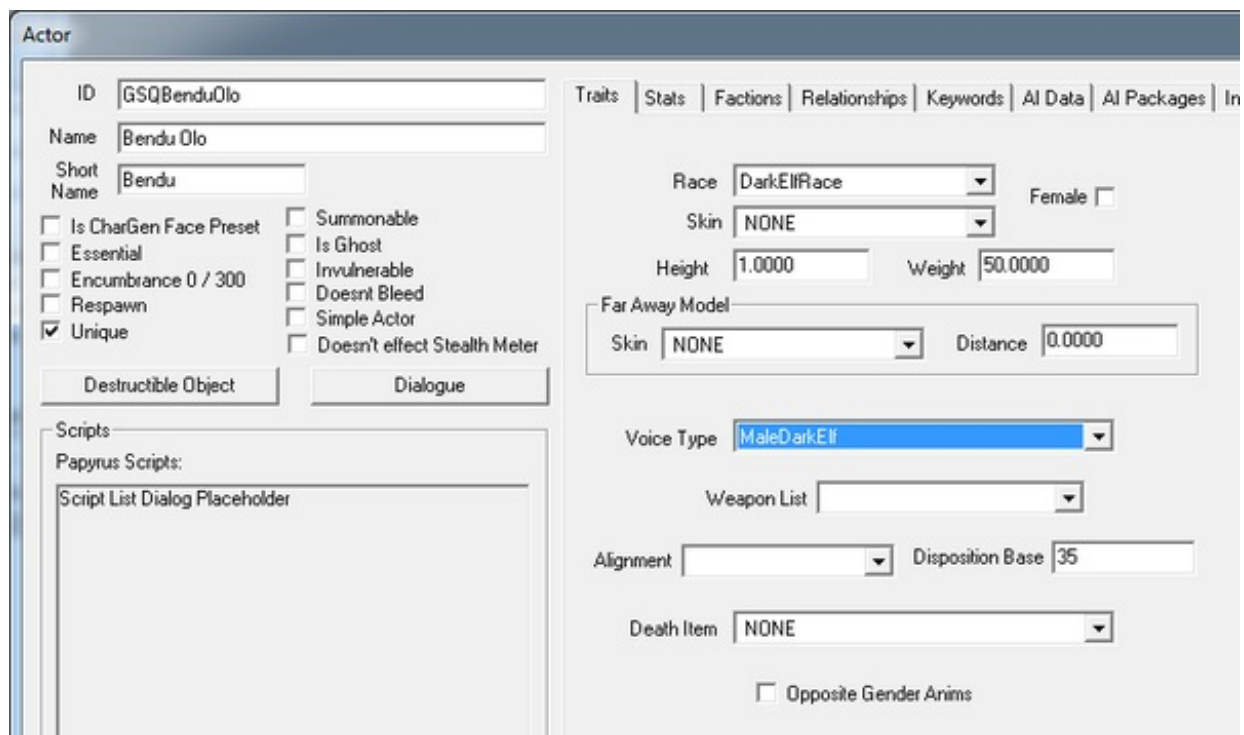 Actor
ID GSQBenduOlo
Name Bendu Olo
Short Name Bendu
Is CharGen Face Preset
Essential
Encumbrance 0 / 300
Respawn
Unique
Summonable
Is Ghost
Invulnerable
Doesnt Bleed
Simple Actor
Doesn't effect Stealth Meter
Destructible Object Dialogue
Scripts
Papyrus Scripts:
Script List Dialog Placeholder
Traits Stats Factions Relationships Keywords AI Data AI Packages In
Race DarkElfRace Female
Skin NONE
Height 1.0000 Weight 50.0000
Far Away Model
Skin NONE Distance 0.0000
Voice Type MaleDarkElf
Weapon List
Alignment Disposition Base 35
Death Item NONE
Opposite Gender Anims